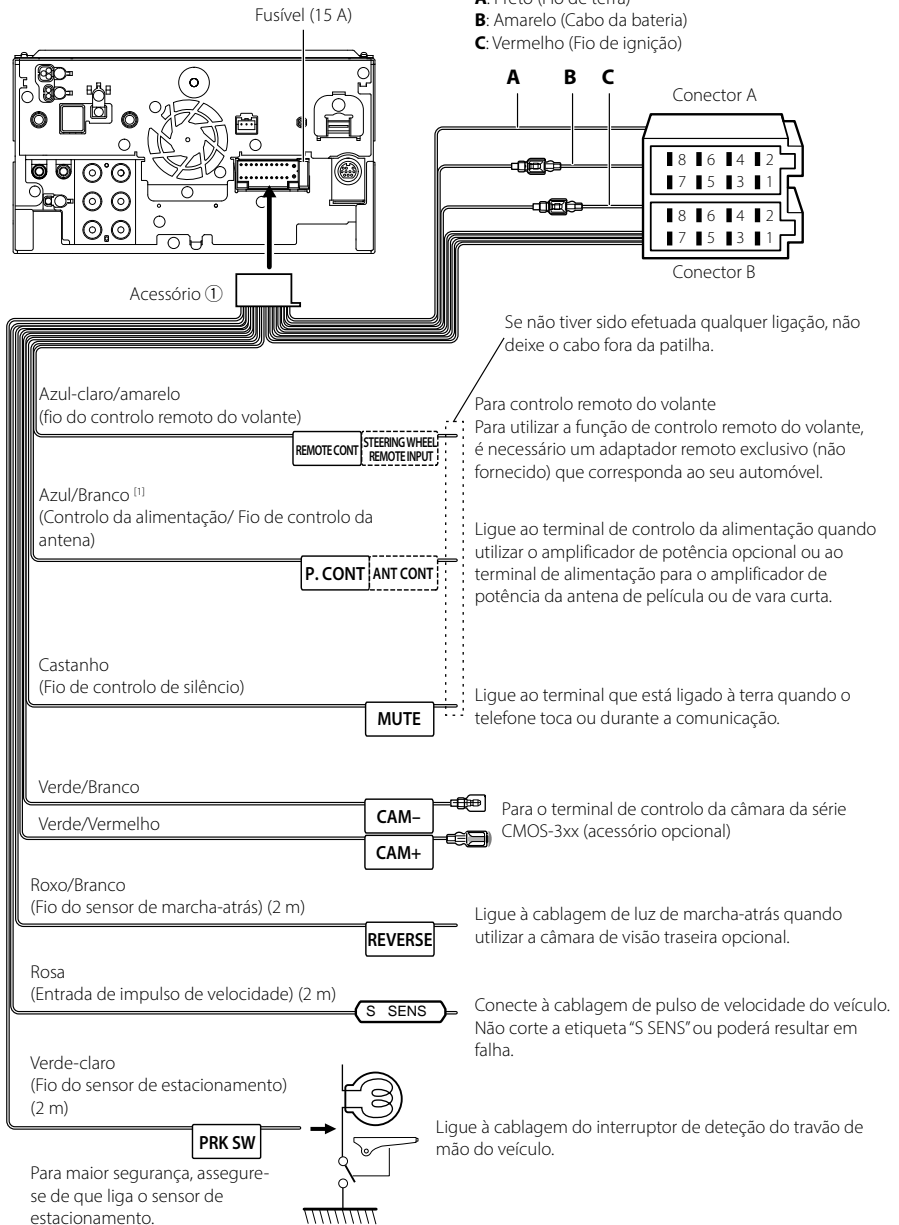 A: Preto (Fio de terra)
Fusível (15 A)
B: Amarelo (Cabo da bateria)
C: Vermelho (Fio de ignição)
A B C
Conector A
8 6 4 2
7 5 3 1
8 6 4 2
7 5 3 1
Conector B
Acessório ①
Se não tiver sido efetuada qualquer ligação, não
deixe o cabo fora da patilha.
Azul-claro/amarelo
(fio do controlo remoto do volante)
REMOTE CONT
STEERING WHEEL
REMOTE INPUT
Para controlo remoto do volante
Para utilizar a função de controlo remoto do volante,
é necessário um adaptador remoto exclusivo (não
fornecido) que corresponda ao seu automóvel.
Azul/Branco [1]
(Controlo da alimentação/ Fio de controlo da
antena)
P. CONT ANT CONT
Ligue ao terminal de controlo da alimentação quando
utilizar o amplificador de potência opcional ou ao
terminal de alimentação para o amplificador de
potência da antena de película ou de vara curta.
Castanho
(Fio de controlo de silêncio)
MUTE
Ligue ao terminal que está ligado à terra quando o
telefone toca ou durante a comunicação.
Verde/Branco
CAM–
Verde/Vermelho
CAM+
Para o terminal de controlo da câmara da série
CMOS-3xx (acessório opcional)
Roxo/Branco
(Fio do sensor de marcha-atrás) (2 m)
REVERSE
Ligue à cablagem de luz de marcha-atrás quando
utilizar a câmara de visão traseira opcional.
Rosa
(Entrada de impulso de velocidade) (2 m)
S SENS
Conecte à cablagem de pulso de velocidade do veículo.
Não corte a etiqueta “S SENS” ou poderá resultar em
falha.
Verde-claro
(Fio do sensor de estacionamento)
(2 m)
PRK SW
Ligue à cablagem do interruptor de deteção do travão de
mão do veículo.
Para maior segurança, assegure-
se de que liga o sensor de
estacionamento.